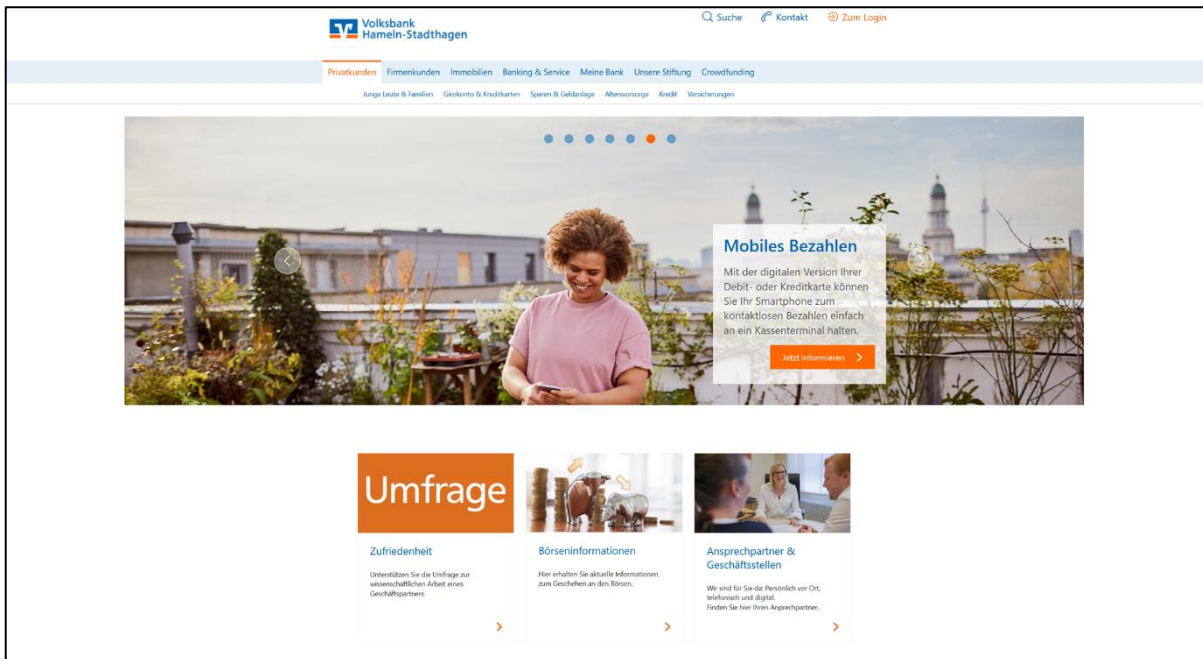 Volksbank
Hameln-Stadthagen
Suche Kontakt Zum Login
Privatkunden Firmenkunden Immobilien Banking & Service Meine Bank Unsere Stiftung Crowdfunding
Junge Leute & Familien Girokonto & Kreditkarten Sparen & Geldanlage Altersvorsorge Kredit Versicherungen
Mobiles Bezahlen
Mit der digitalen Version Ihrer
Debit- oder Kreditkarte können
Sie Ihr Smartphone zum
kontaktlosen Bezahlen einfach
an ein Kassenterminal halten.
Jetzt informieren
Umfrage
Zufriedenheit
Unterstützen Sie die Umfrage zur
wissenschaftlichen Arbeit eines
Geschäftspartners.
Börseninformationen
Hier erhalten Sie aktuelle Informationen
zum Geschehen an den Börsen.
Ansprechpartner &
Geschäftsstellen
Wir sind für Sie da: Persönlich vor Ort,
telefonisch und digital.
Finden Sie hier Ihren Anprechpartner.